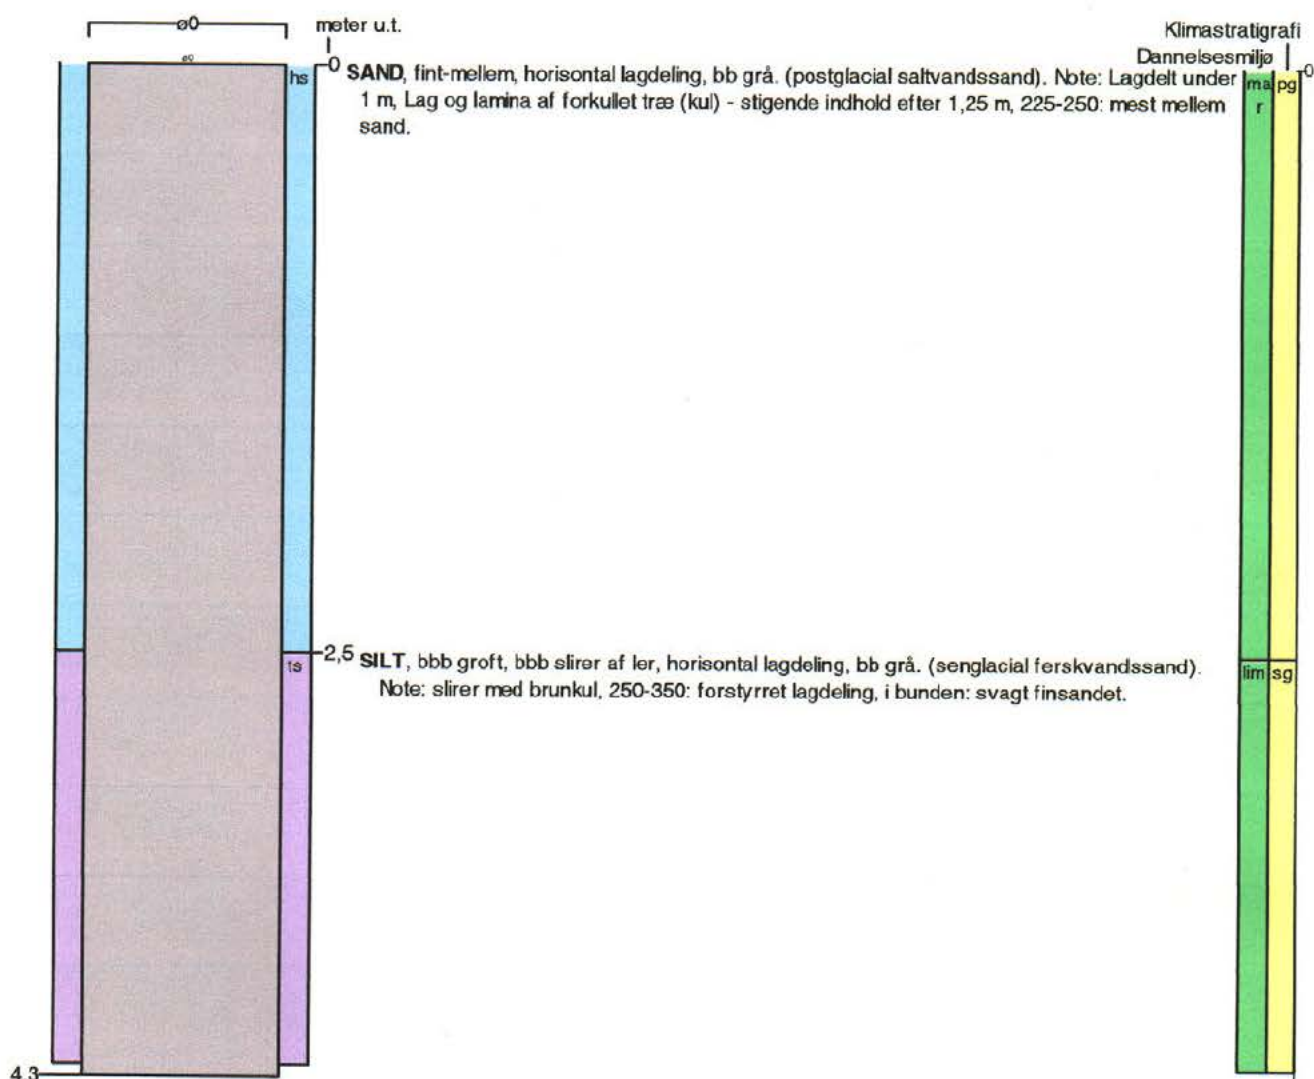 ø0
meter u.t.
Klimastratigrafi
Dannelsesmiljø
ø0
hs
0 SAND, fint-mellem, horisontal lagdeling, bb grå. (postglacial saltvandssand). Note: Lagdelt under
1 m, Lag og lamina af forkullet træ (kul) - stigende indhold efter 1,25 m, 225-250: mest mellem
sand.
ma
r
pg
0
ts
2,5 SILT, bbb groft, bbb slirer af ler, horisontal lagdeling, bb grå. (senglacial ferskvandssand).
Note: slirer med brunkul, 250-350: forstyrret lagdeling, i bunden: svagt finsandet.
lim
sg
4,3